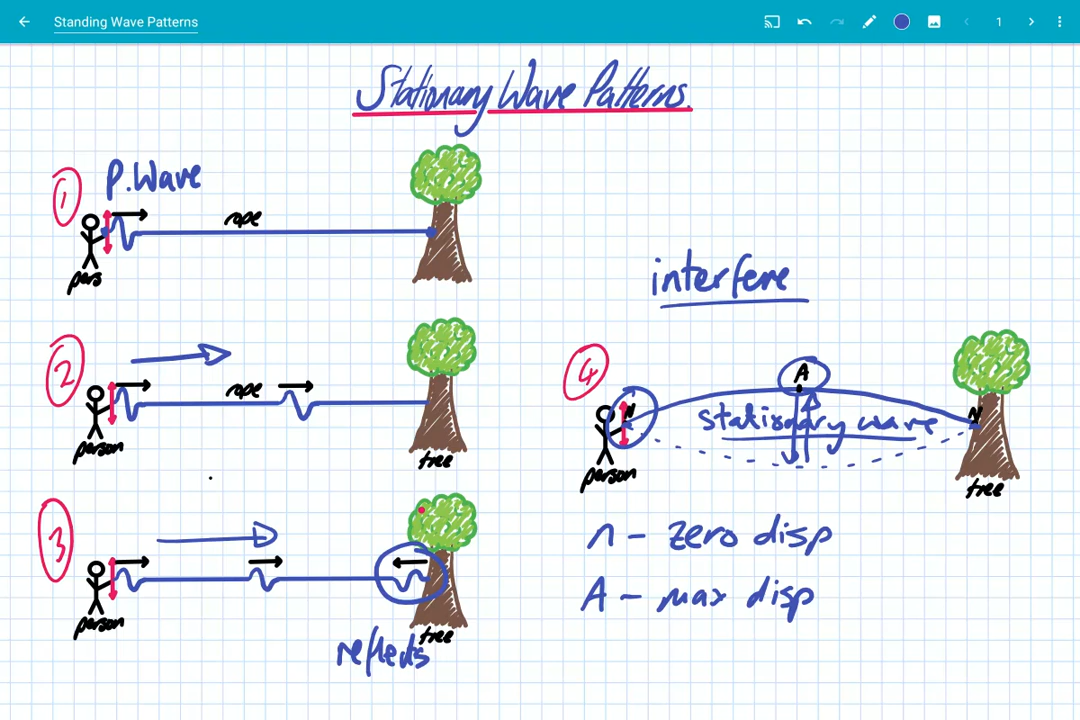 Standing Wave Patterns
1
Stationary Wave Patterns.
1
P.Wave
rope
pers
2
rope
person
tree
3
person
reflects
tree
interfere
4
A
N
N
stationary wave
person
tree
n - zero disp
A - max disp